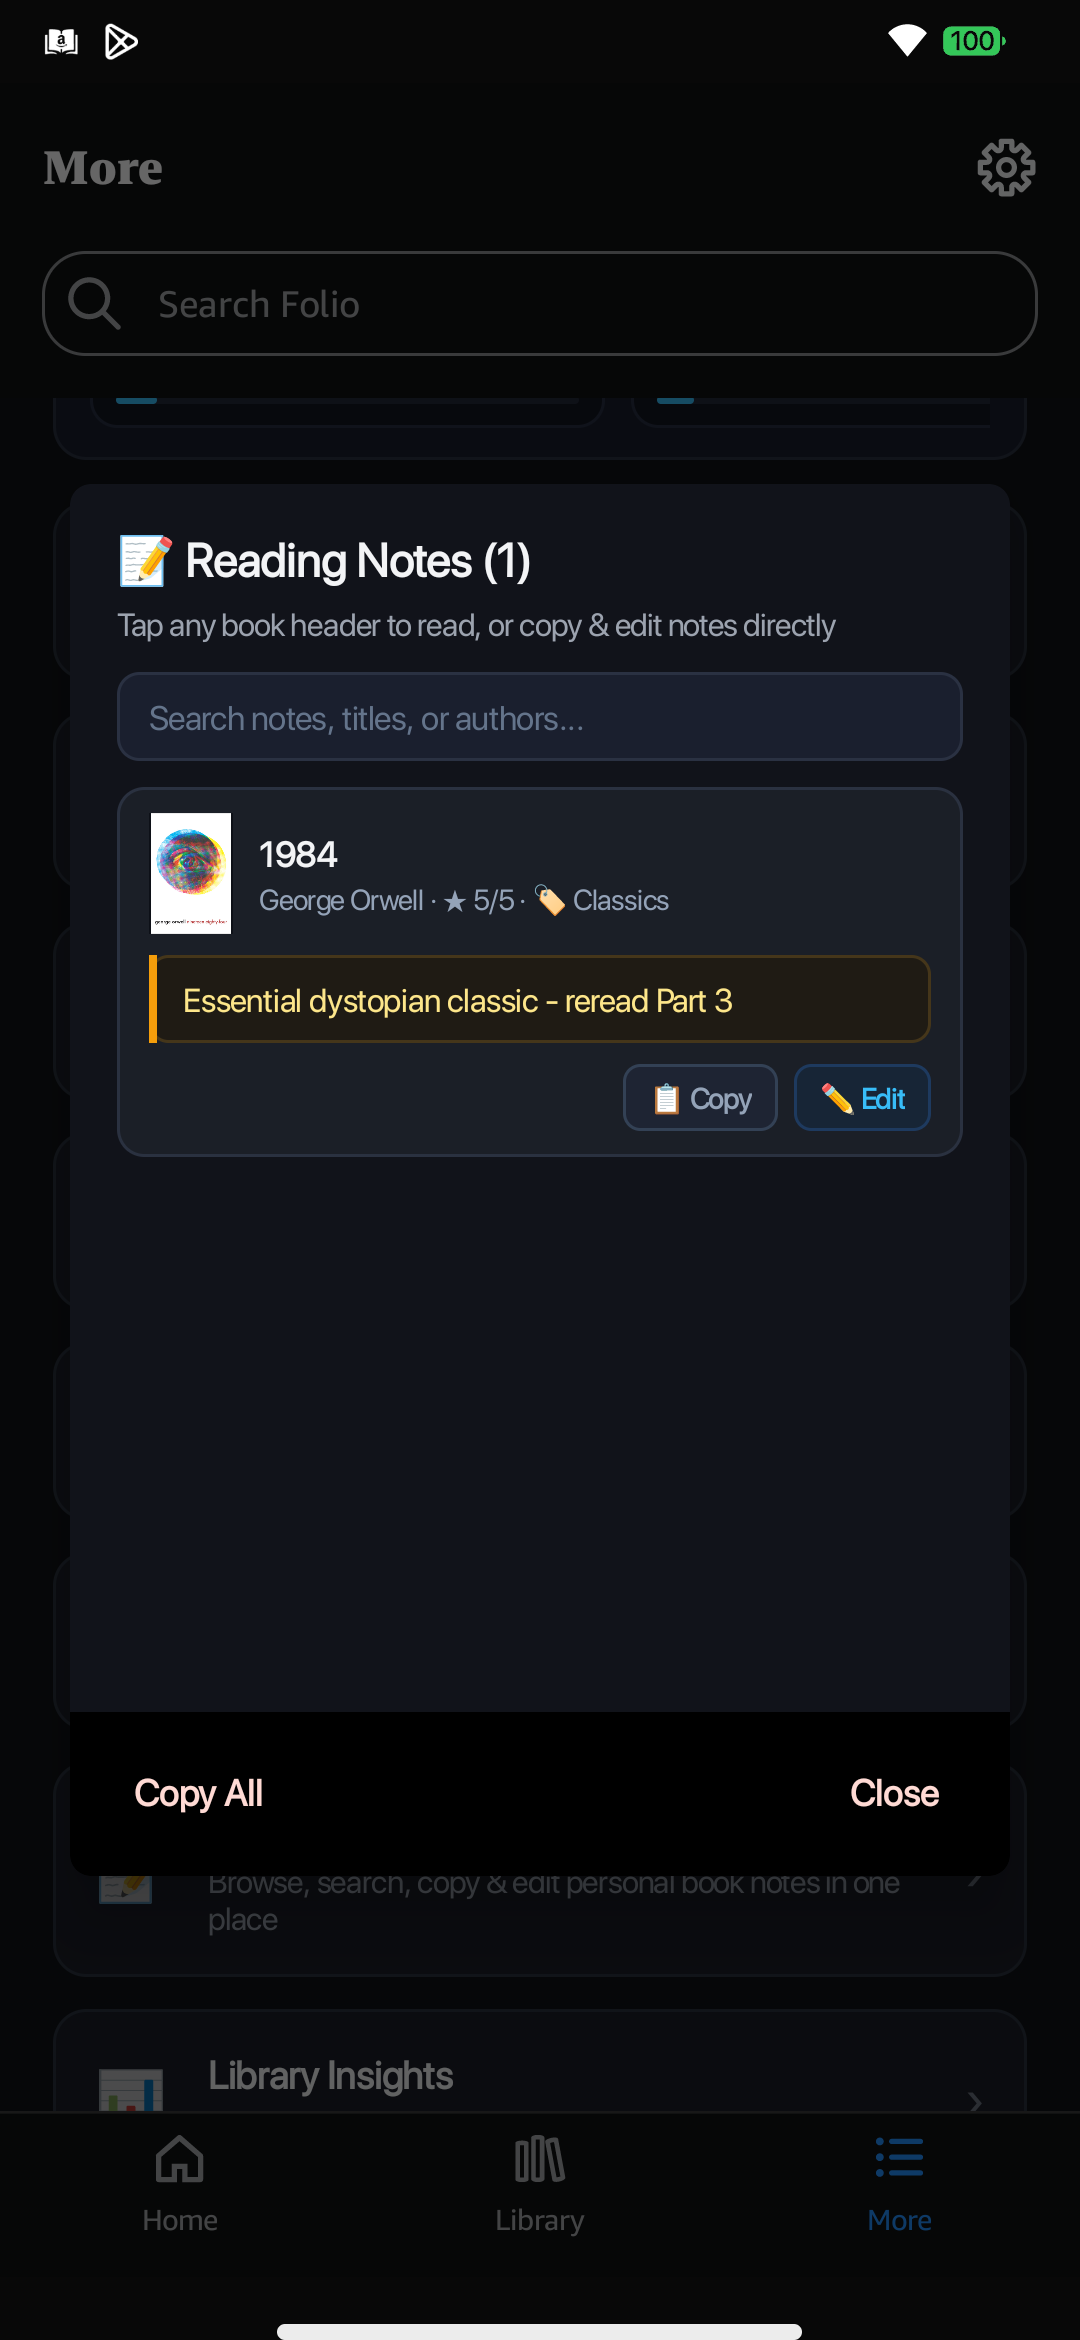 100
More
Search Folio
📝 Reading Notes (1)
Tap any book header to read, or copy & edit notes directly
Search notes, titles, or authors...
1984
George Orwell · ★ 5/5 · 🏷️ Classics
Essential dystopian classic - reread Part 3
📋 Copy
✏️ Edit
Copy All
Close
Browse, search, copy & edit personal book notes in one
place
Library Insights
Home
Library
More